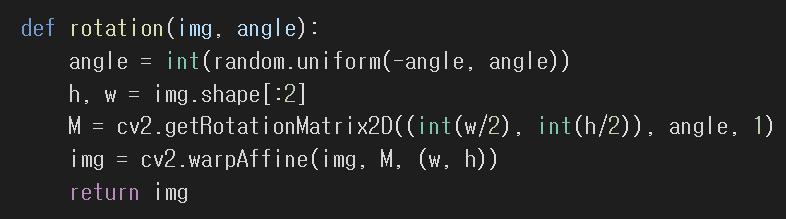 def rotation(img, angle):
    angle = int(random.uniform(-angle, angle))
    h, w = img.shape[:2]
    M = cv2.getRotationMatrix2D((int(w/2), int(h/2)), angle, 1)
    img = cv2.warpAffine(img, M, (w, h))
    return img